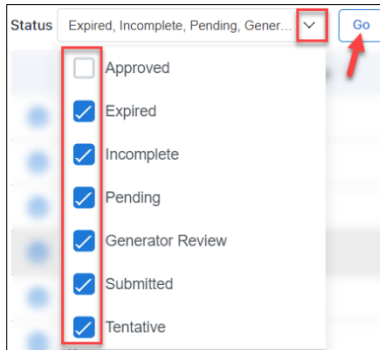 Status Expired, Incomplete, Pending, Gener... Go
Approved
Expired
Incomplete
Pending
Generator Review
Submitted
Tentative